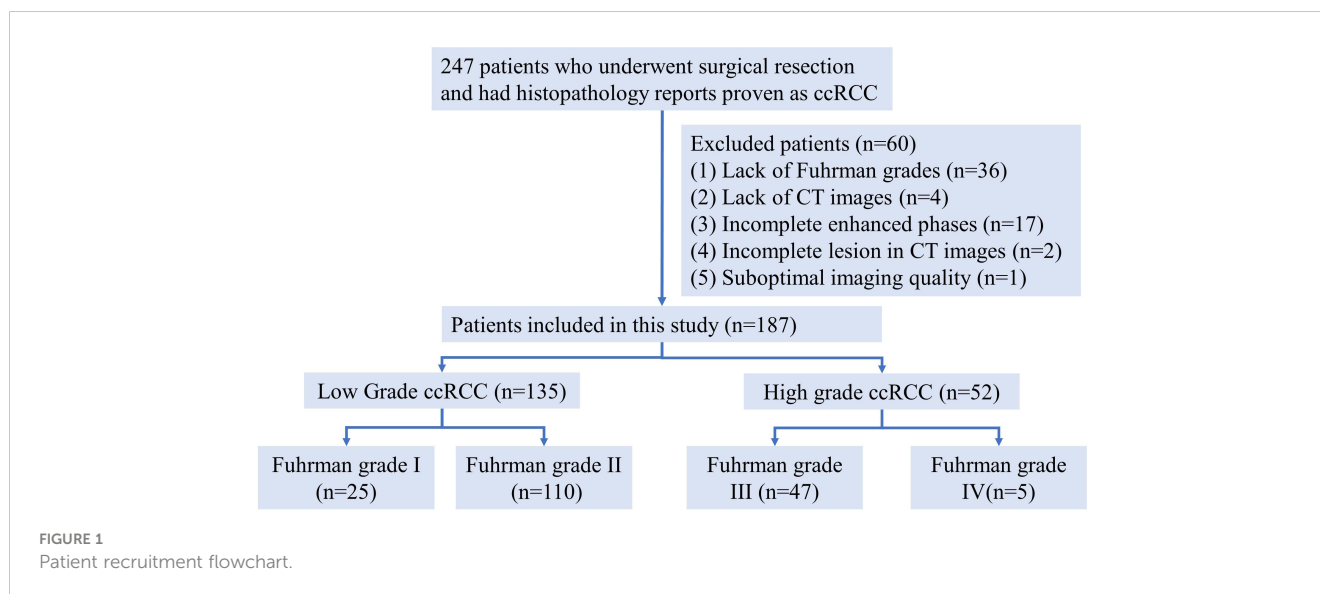 247 patients who underwent surgical resection
and had histopathology reports proven as ccRCC
Excluded patients (n=60)
(1) Lack of Fuhrman grades (n=36)
(2) Lack of CT images (n=4)
(3) Incomplete enhanced phases (n=17)
(4) Incomplete lesion in CT images (n=2)
(5) Suboptimal imaging quality (n=1)
Patients included in this study (n=187)
Low Grade ccRCC (n=135)
High grade ccRCC (n=52)
Fuhrman grade I
(n=25)
Fuhrman grade II
(n=110)
Fuhrman grade
III (n=47)
Fuhrman grade
IV(n=5)
FIGURE 1
Patient recruitment flowchart.